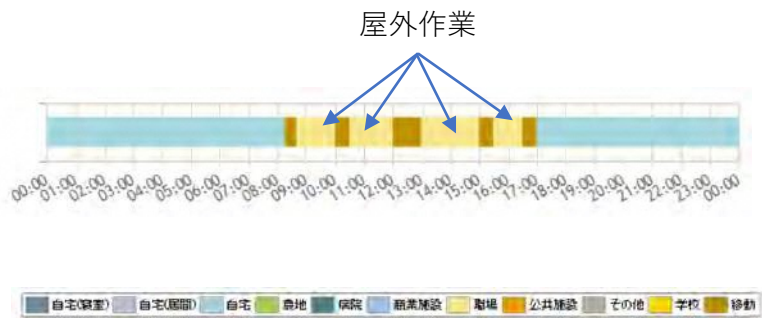 屋外作業
00:00 01:00 02:00 03:00 04:00 05:00 06:00 07:00 08:00 09:00 10:00 11:00 12:00 13:00 14:00 15:00 16:00 17:00 18:00 19:00 20:00 21:00 22:00 23:00 00:00
自宅(寝室) 自宅(居間) 自宅 農地 病院 商業施設 職場 公共施設 その他 学校 移動